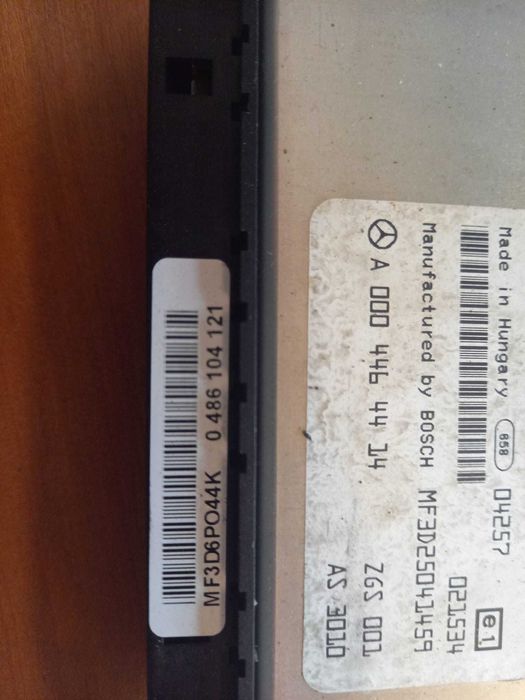 MF3D6PO44K 0 486 104 121
Made in Hungary 658 04257
021534
e1
Manufactured by BOSCH MF3D25041459
A 000 446 44 14 ZGS 001
AS 3010